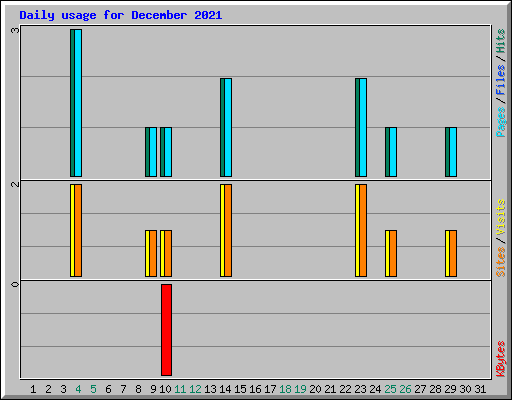 Daily usage for December 2021
3
2
0
Pages / Files / Hits
Sites / Visits
KBytes
1 2 3 4 5 6 7 8 9 10 11 12 13 14 15 16 17 18 19 20 21 22 23 24 25 26 27 28 29 30 31